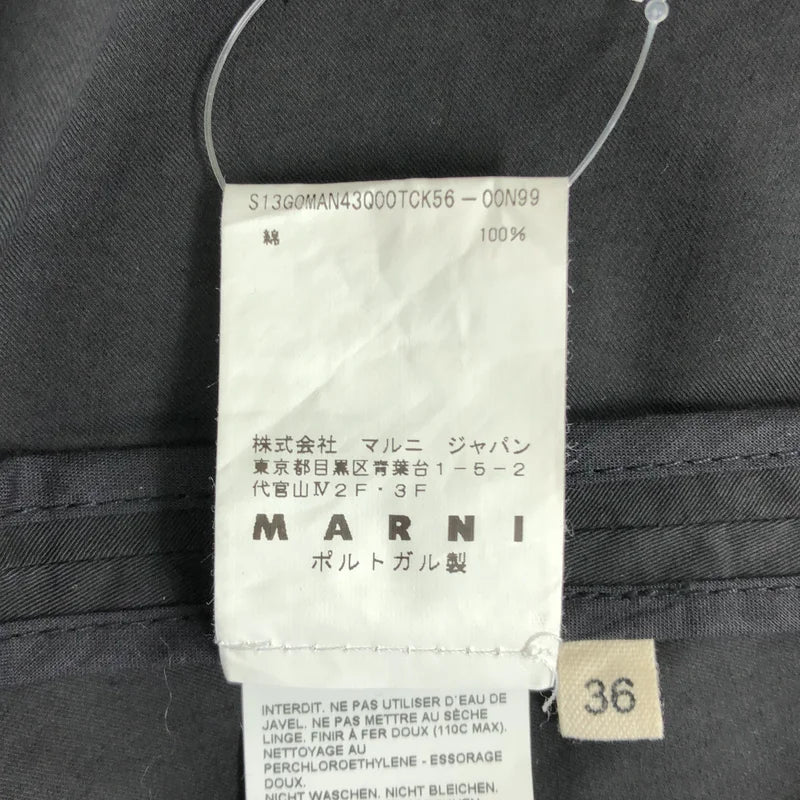 S13GOMAN43Q00TCK56-00N99
綿 100%
株式会社 マルニ ジャパン
東京都目黒区青葉台1-5-2
代官山Ⅳ2F・3F
MARNI
ポルトガル製
36
INTERDIT. NE PAS UTILISER D'EAU DE
JAVEL. NE PAS METTRE AU SÈCHE
LINGE. FINIR À FER DOUX (110C MAX).
NETTOYAGE AU
PERCHLOROETHYLENE - ESSORAGE
DOUX.
NICHT WASCHEN. NICHT BLEICHEN.